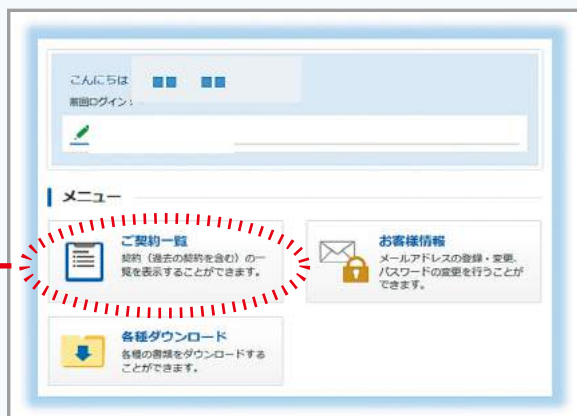 こんにちは ■■ ■■
前回ログイン:
メニュー
ご契約一覧
契約(過去の契約を含む)の一
覧を表示することができます。
お客様情報
メールアドレスの登録・変更、
パスワードの変更を行うことが
できます。
各種ダウンロード
各種の書類をダウンロードする
ことができます。